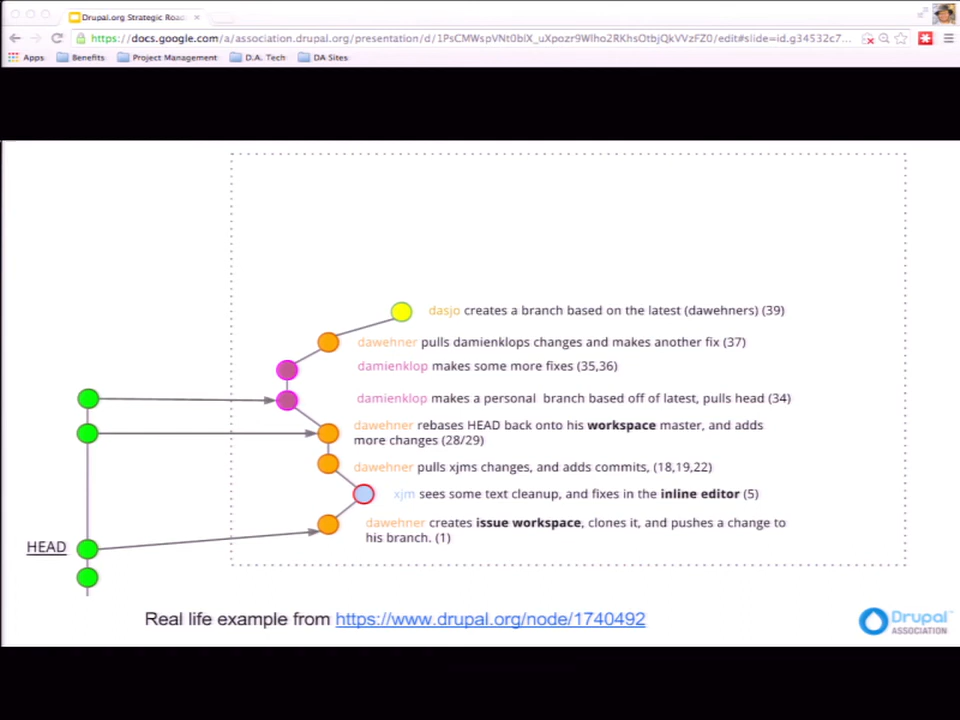 Drupal.org Strategic Road
https://docs.google.com/a/association.drupal.org/presentation/d/
Apps Benefits Project Management D.A. Tech DA Sites
dasjo creates a branch based on the latest (dawehners) (39)
dawehner pulls damienklops changes and makes another fix (37)
damienklop makes some more fixes (35,36)
damienklop makes a personal branch based off of latest, pulls head (34)
dawehner rebases HEAD back onto his workspace master, and adds
more changes (28/29)
dawehner pulls xjms changes, and adds commits, (18,19,22)
xjm sees some text cleanup, and fixes in the inline editor (5)
dawehner creates issue workspace, clones it, and pushes a change to
his branch. (1)
HEAD
Real life example from https://www.drupal.org/node/1740492
Drupal
ASSOCIATION